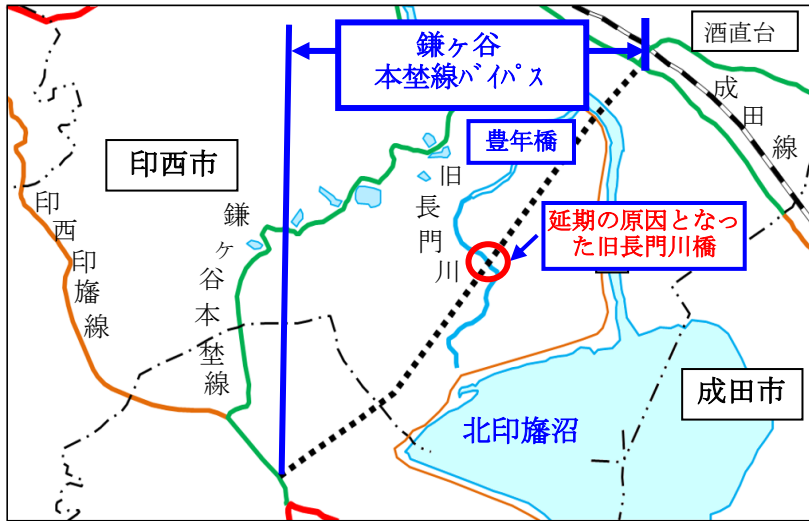 鎌ヶ谷
本埜線ﾊﾞｲﾊﾟｽ
酒直台
成田線
豊年橋
印西市
旧長門川
鎌ヶ谷本埜線
印西印旛線
延期の原因となっ
た旧長門川橋
成田市
北印旛沼